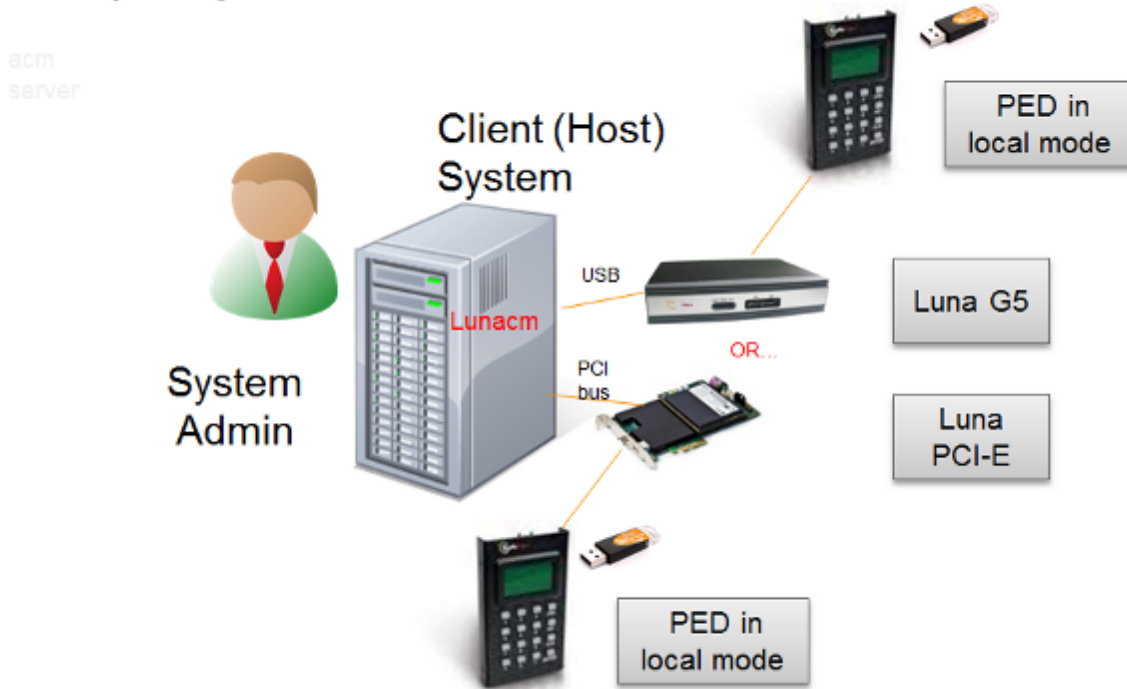 acm
server
Client (Host)
System
PED in
local mode
USB
Lunacm
Luna G5
OR...
PCI
bus
System
Admin
Luna
PCI-E
PED in
local mode